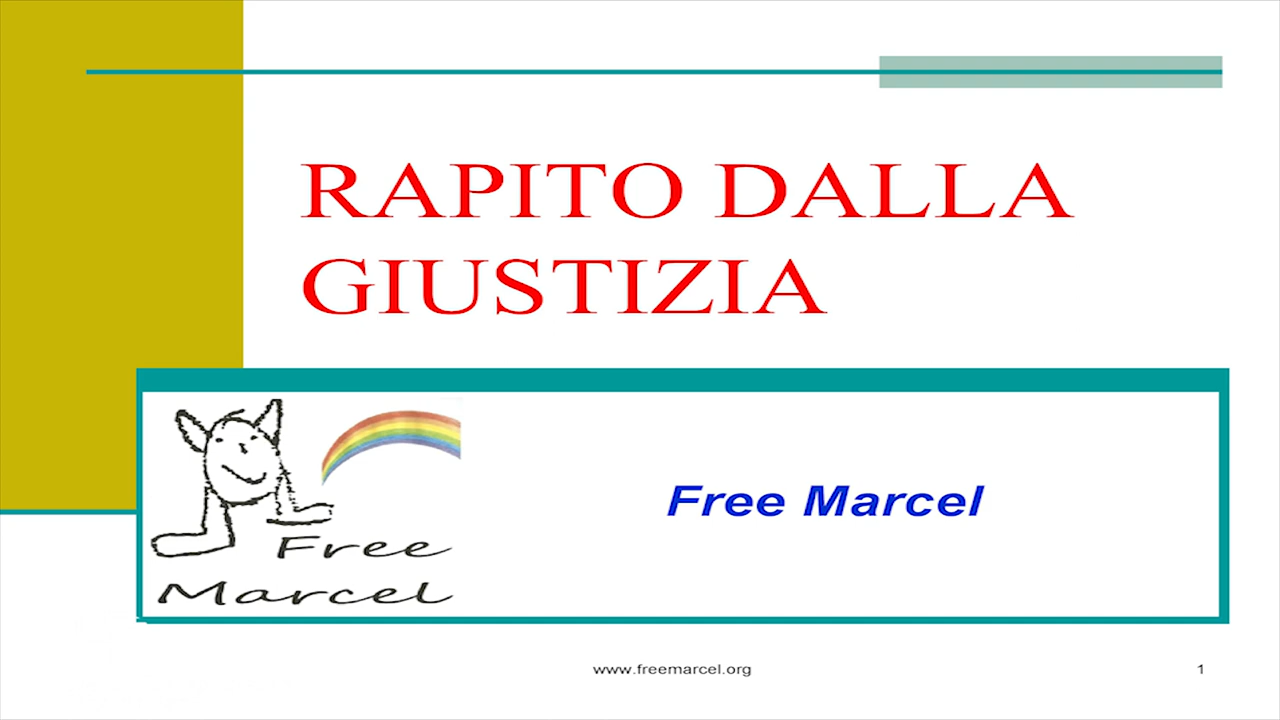 RAPITO DALLA
GIUSTIZIA
Free
Marcel
Free Marcel
www.freemarcel.org
1